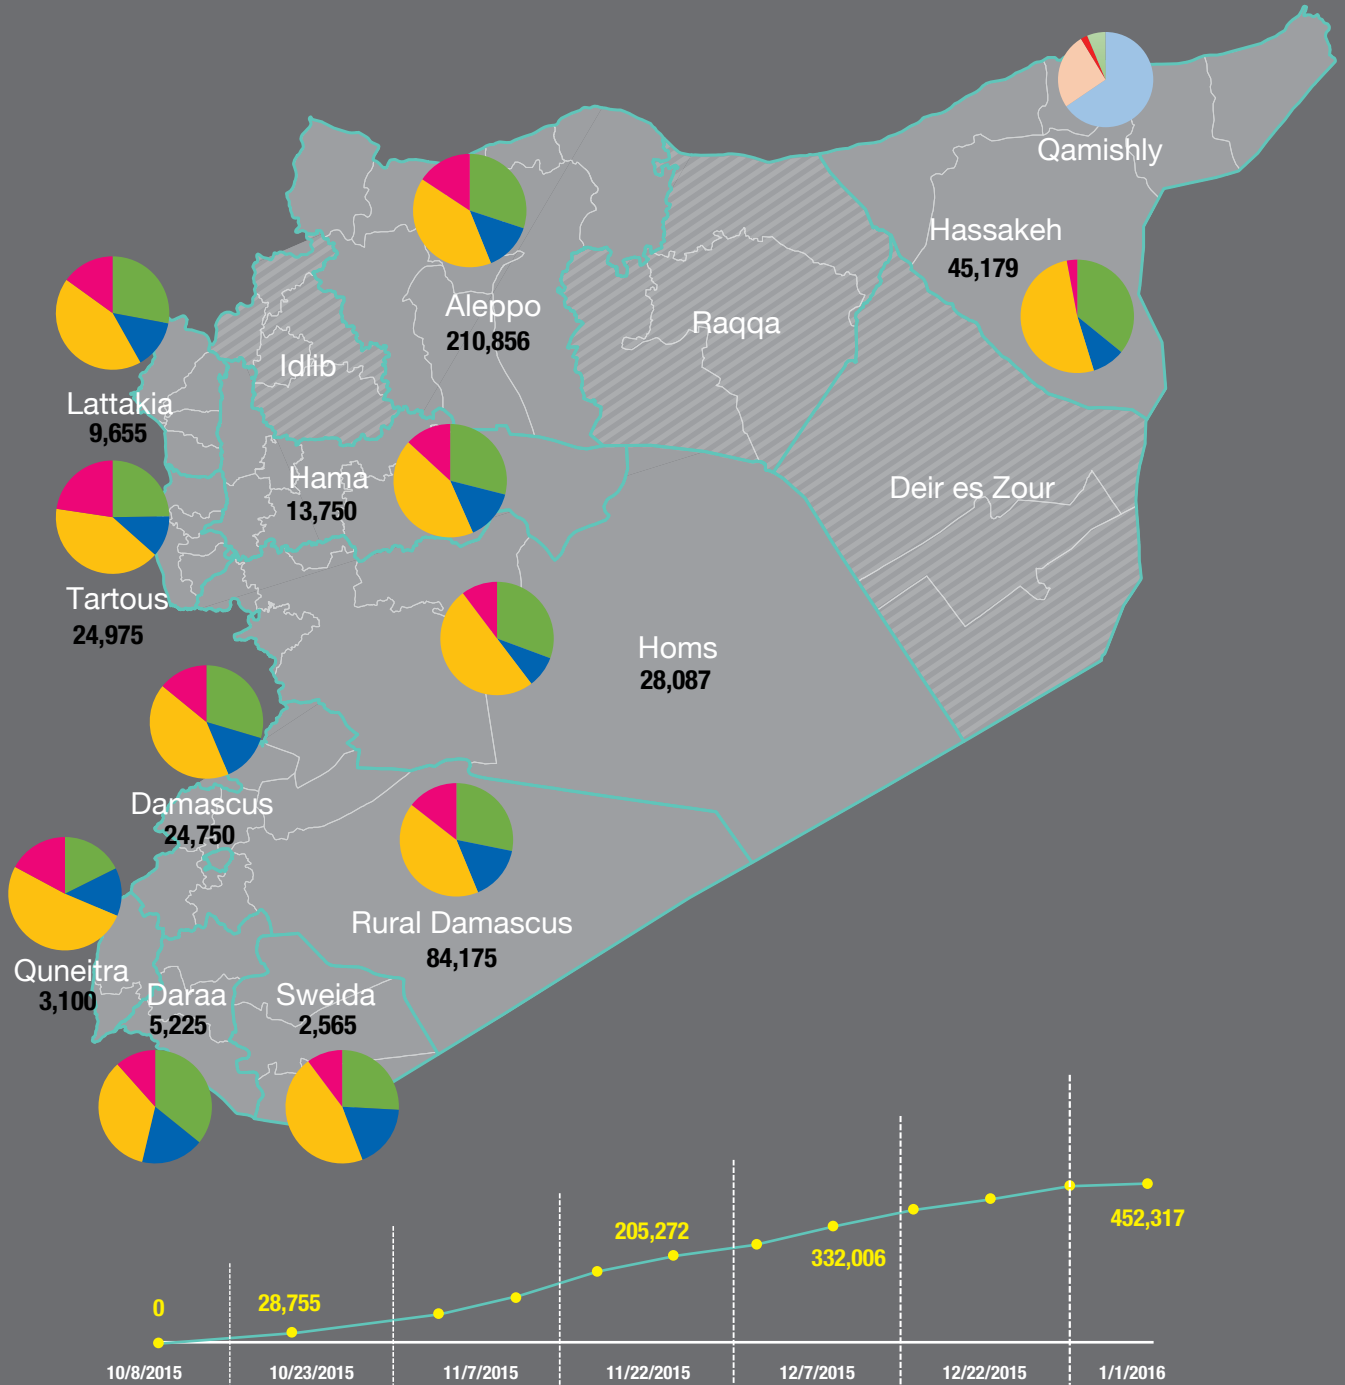 Qamishly
Hassakeh
45,179
Aleppo
210,856
Raqqa
Idlib
Lattakia
9,655
Hama
13,750
Deir es Zour
Tartous
24,975
Homs
28,087
Damascus
24,750
Rural Damascus
84,175
Quneitra
3,100
Daraa
5,225
Sweida
2,565
0
28,755
205,272
332,006
452,317
10/8/2015
10/23/2015
11/7/2015
11/22/2015
12/7/2015
12/22/2015
1/1/2016